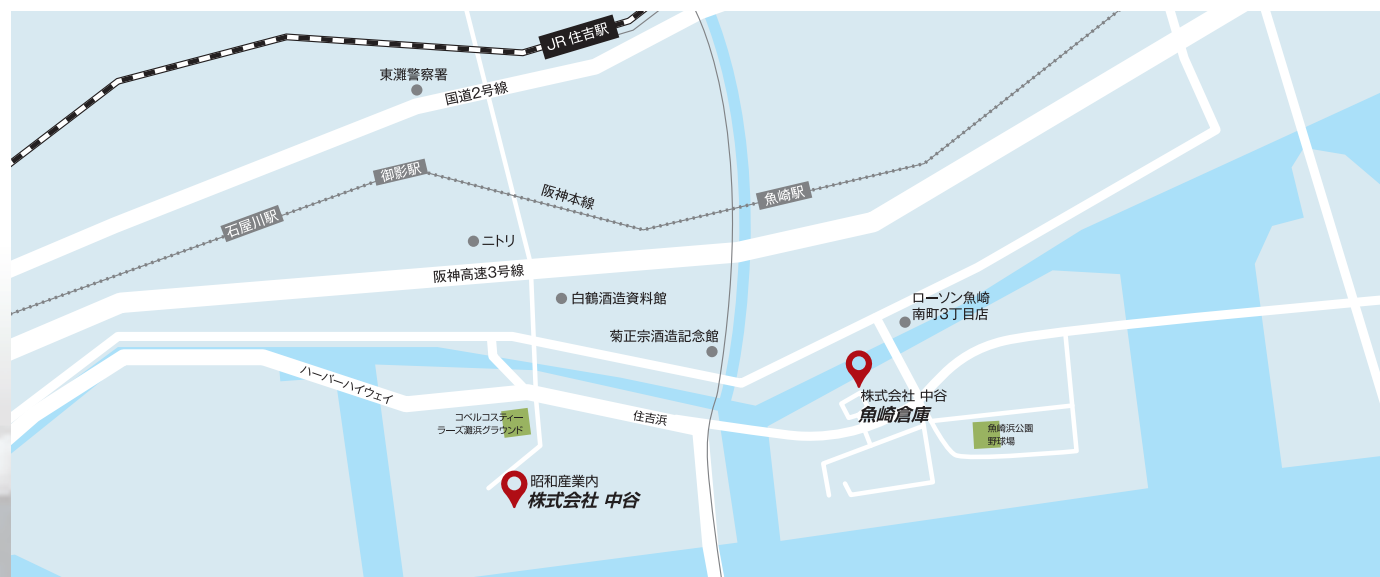 JR 住吉駅
東灘警察署
国道2号線
御影駅
阪神本線
魚崎駅
石屋川駅
ニトリ
阪神高速3号線
白鶴酒造資料館
ローソン魚崎
南町3丁目店
菊正宗酒造記念館
ハーバーハイウェイ
株式会社 中谷
魚崎倉庫
コベルコスティー
ラーズ灘浜グラウンド
住吉浜
魚崎浜公園
野球場
昭和産業内
株式会社 中谷